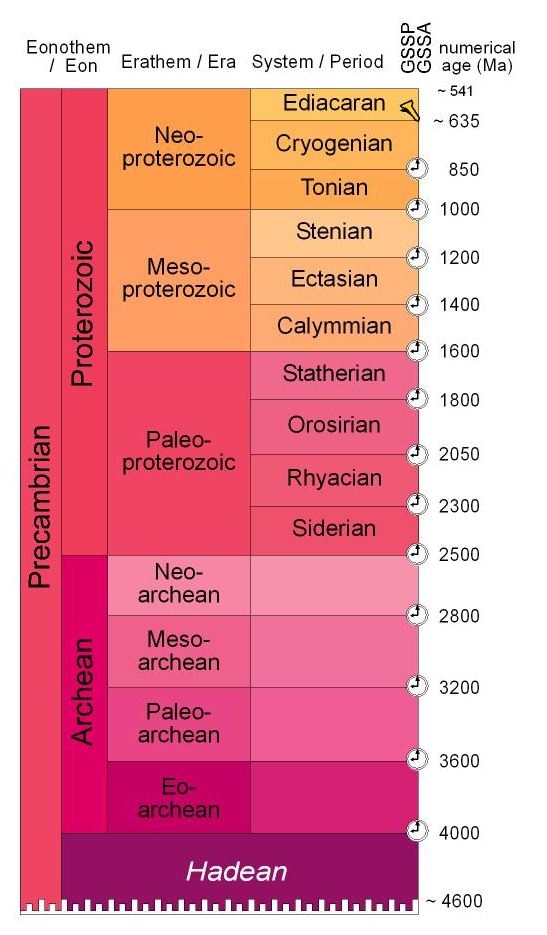 Eonothem
/ Eon
Erathem / Era
System / Period
GSSP
GSSA
numerical
age (Ma)
~ 541
Ediacaran
~ 635
Neo-
proterozoic
Cryogenian
850
Tonian
1000
Stenian
1200
Meso-
proterozoic
Ectasian
1400
Calymmian
1600
Proterozoic
Statherian
1800
Orosirian
2050
Paleo-
proterozoic
Rhyacian
2300
Siderian
2500
Precambrian
Neo-
archean
2800
Meso-
archean
3200
Archean
Paleo-
archean
3600
Eo-
archean
4000
Hadean
~ 4600